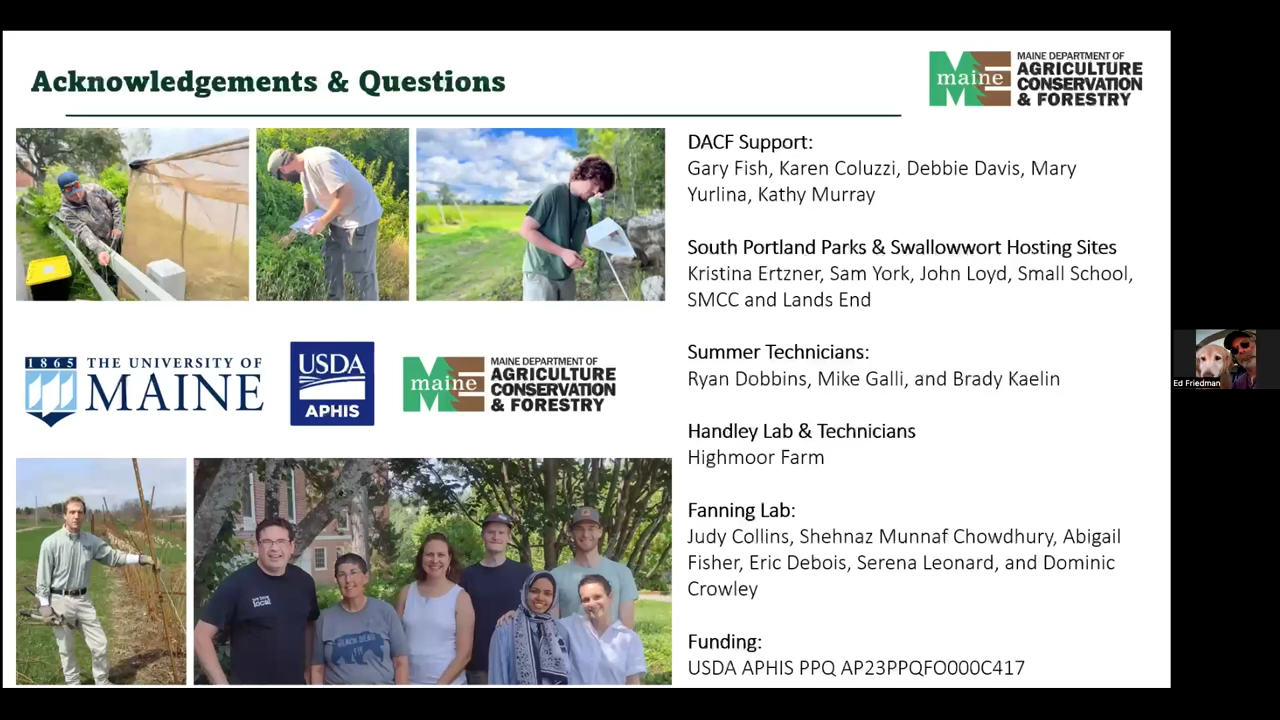 Acknowledgements & Questions
maine
MAINE DEPARTMENT OF
AGRICULTURE
CONSERVATION
& FORESTRY
DACF Support:
Gary Fish, Karen Coluzzi, Debbie Davis, Mary
Yurlina, Kathy Murray
South Portland Parks & Swallowwort Hosting Sites
Kristina Ertzner, Sam York, John Loyd, Small School,
SMCC and Lands End
Summer Technicians:
Ryan Dobbins, Mike Galli, and Brady Kaelin
Handley Lab & Technicians
Highmoor Farm
Fanning Lab:
Judy Collins, Shehnaz Munnaf Chowdhury, Abigail
Fisher, Eric Debois, Serena Leonard, and Dominic
Crowley
Funding:
USDA APHIS PPQ AP23PPQFO000C417
1865
THE UNIVERSITY OF
MAINE
USDA
APHIS
maine
MAINE DEPARTMENT OF
AGRICULTURE
CONSERVATION
& FORESTRY
local
Ed Friedman